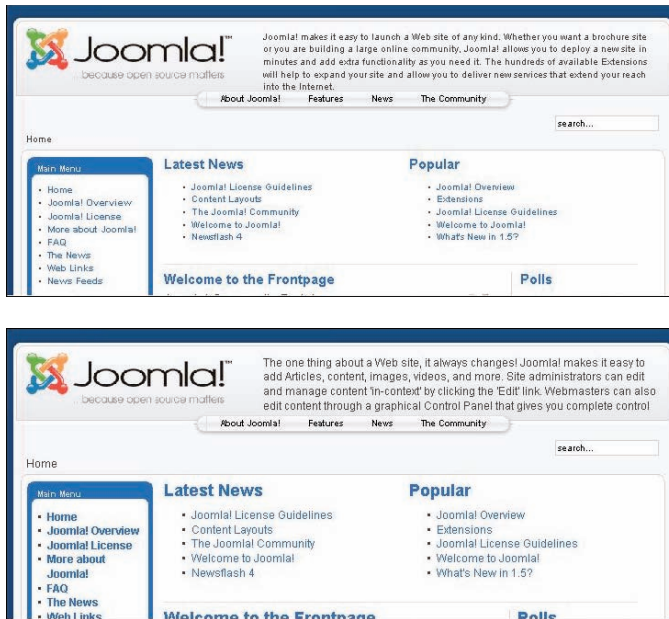 Joomla!™
because open source matters
Joomla! makes it easy to launch a Web site of any kind. Whether you want a brochure site
or you are building a large online community, Joomla! allows you to deploy a new site in
minutes and add extra functionality as you need it. The hundreds of available Extensions
will help to expand your site and allow you to deliver new services that extend your reach
into the Internet.
About Joomla! Features News The Community
search...
Home
Main Menu
Home
Joomla! Overview
Joomla! License
More about Joomla!
FAQ
The News
Web Links
News Feeds
Latest News
Joomla! License Guidelines
Content Layouts
The Joomla! Community
Welcome to Joomla!
Newsflash 4
Popular
Joomla! Overview
Extensions
Joomla! License Guidelines
Welcome to Joomla!
What's New in 1.5?
Welcome to the Frontpage
Polls
Joomla!™
because open source matters
The one thing about a Web site, it always changes! Joomla! makes it easy to
add Articles, content, images, videos, and more. Site administrators can edit
and manage content 'in-context' by clicking the 'Edit' link. Webmasters can also
edit content through a graphical Control Panel that gives you complete control
About Joomla! Features News The Community
search...
Home
Main Menu
Home
Joomla! Overview
Joomla! License
More about
Joomla!
FAQ
The News
Web Links
Latest News
Joomla! License Guidelines
Content Layouts
The Joomla! Community
Welcome to Joomla!
Newsflash 4
Popular
Joomla! Overview
Extensions
Joomla! License Guidelines
Welcome to Joomla!
What's New in 1.5?
Welcome to the Frontpage
Polls